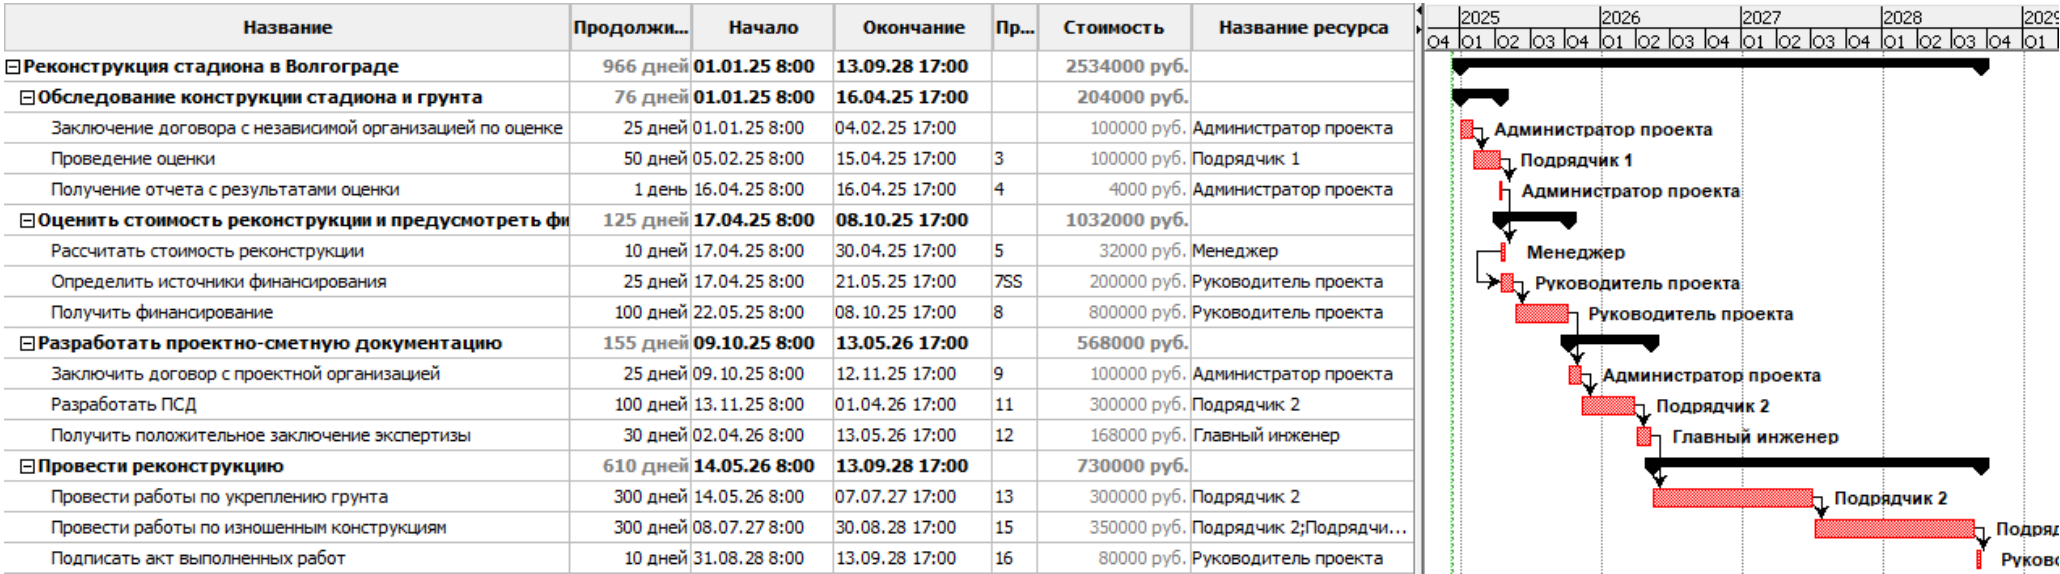 Название Продолжи... Начало Окончание Пр... Стоимость Название ресурса
2025 2026 2027 2028 2029
O4 O1 O2 O3 O4 O1 O2 O3 O4 O1 O2 O3 O4 O1 O2 O3 O4 O1
Реконструкция стадиона в Волгограде 966 дней 01.01.25 8:00 13.09.28 17:00 2534000 руб.
Обследование конструкции стадиона и грунта 76 дней 01.01.25 8:00 16.04.25 17:00 204000 руб.
Заключение договора с независимой организацией по оценке 25 дней 01.01.25 8:00 04.02.25 17:00 100000 руб. Администратор проекта Администратор проекта
Проведение оценки 50 дней 05.02.25 8:00 15.04.25 17:00 3 100000 руб. Подрядчик 1 Подрядчик 1
Получение отчета с результатами оценки 1 день 16.04.25 8:00 16.04.25 17:00 4 4000 руб. Администратор проекта Администратор проекта
Оценить стоимость реконструкции и предусмотреть фи 125 дней 17.04.25 8:00 08.10.25 17:00 1032000 руб.
Рассчитать стоимость реконструкции 10 дней 17.04.25 8:00 30.04.25 17:00 5 32000 руб. Менеджер Менеджер
Определить источники финансирования 25 дней 17.04.25 8:00 21.05.25 17:00 7SS 200000 руб. Руководитель проекта Руководитель проекта
Получить финансирование 100 дней 22.05.25 8:00 08.10.25 17:00 8 800000 руб. Руководитель проекта Руководитель проекта
Разработать проектно-сметную документацию 155 дней 09.10.25 8:00 13.05.26 17:00 568000 руб.
Заключить договор с проектной организацией 25 дней 09.10.25 8:00 12.11.25 17:00 9 100000 руб. Администратор проекта Администратор проекта
Разработать ПСД 100 дней 13.11.25 8:00 01.04.26 17:00 11 300000 руб. Подрядчик 2 Подрядчик 2
Получить положительное заключение экспертизы 30 дней 02.04.26 8:00 13.05.26 17:00 12 168000 руб. Главный инженер Главный инженер
Провести реконструкцию 610 дней 14.05.26 8:00 13.09.28 17:00 730000 руб.
Провести работы по укреплению грунта 300 дней 14.05.26 8:00 07.07.27 17:00 13 300000 руб. Подрядчик 2 Подрядчик 2
Провести работы по изношенным конструкциям 300 дней 08.07.27 8:00 30.08.28 17:00 15 350000 руб. Подрядчик 2;Подрядчи... Подряд
Подписать акт выполненных работ 10 дней 31.08.28 8:00 13.09.28 17:00 16 80000 руб. Руководитель проекта Руково